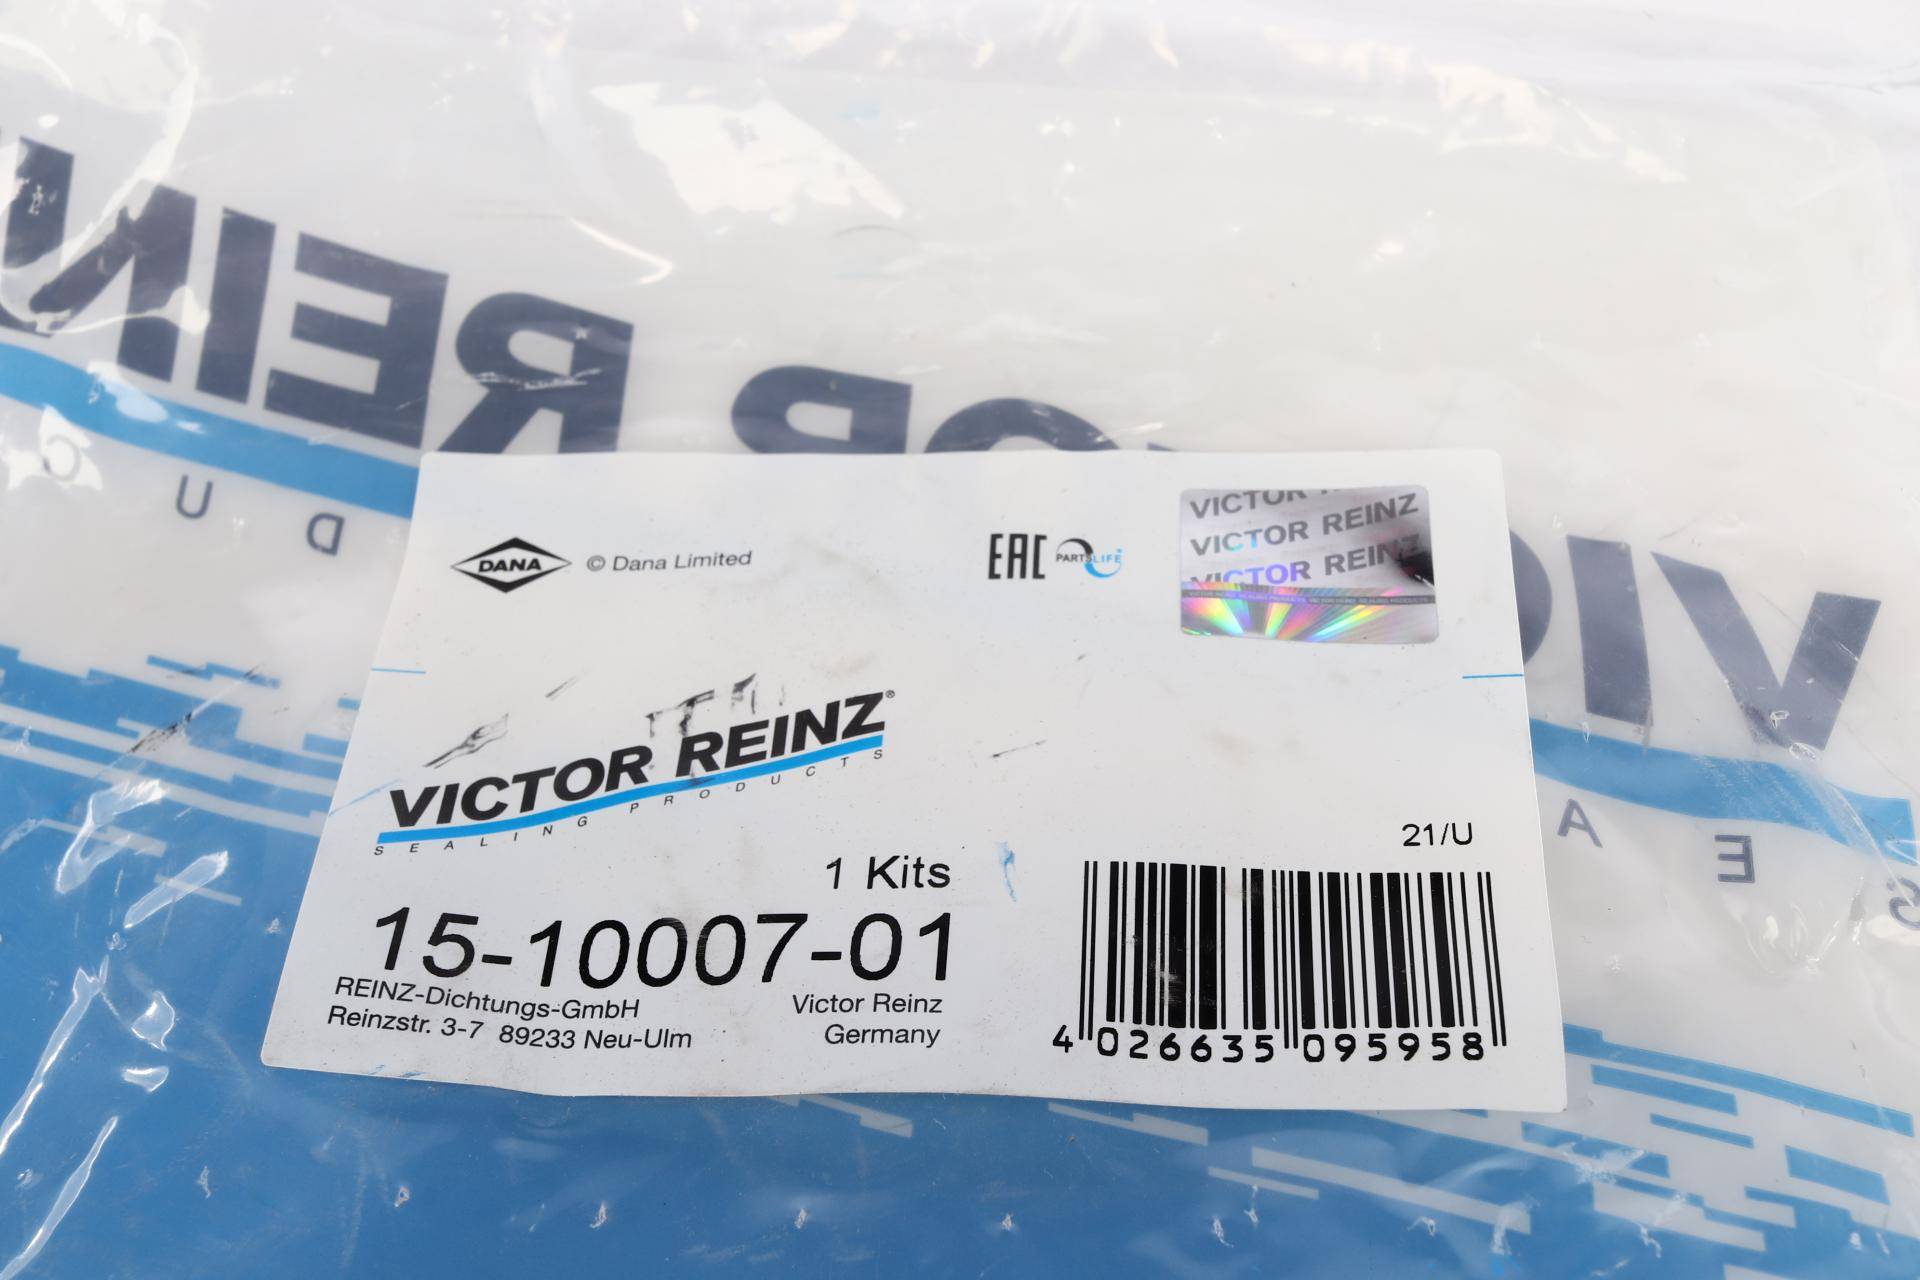 DANA © Dana Limited
EAC PARTSLIFE
VICTOR REINZ
VICTOR REINZ
VICTOR REINZ
VICTOR REINZ®
SEALING PRODUCTS
21/U
1 Kits
15-10007-01
REINZ-Dichtungs-GmbH
Reinzstr. 3-7 89233 Neu-Ulm
Victor Reinz
Germany
4 026635 095958